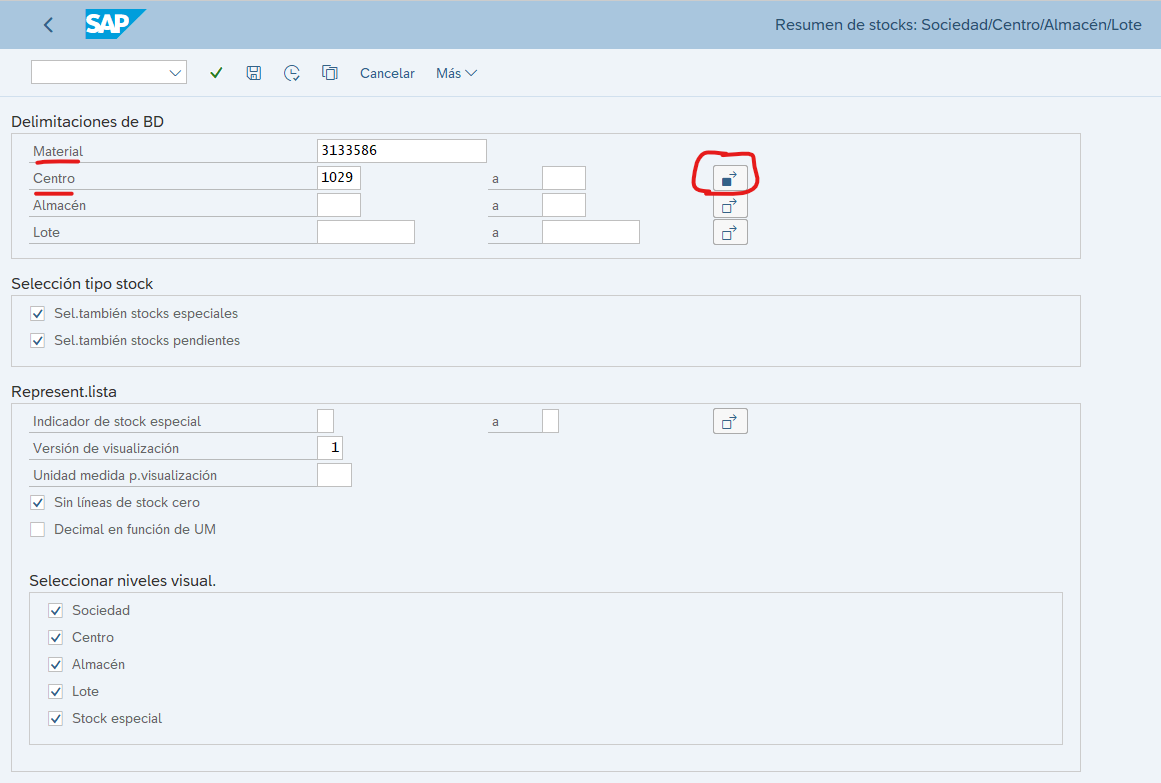 SAP
Resumen de stocks: Sociedad/Centro/Almacén/Lote
Cancelar Más
Delimitaciones de BD
Material 3133586
Centro 1029 a
Almacén a
Lote a
Selección tipo stock
Sel.también stocks especiales
Sel.también stocks pendientes
Represent.lista
Indicador de stock especial a
Versión de visualización 1
Unidad medida p.visualización
Sin líneas de stock cero
Decimal en función de UM
Seleccionar niveles visual.
Sociedad
Centro
Almacén
Lote
Stock especial